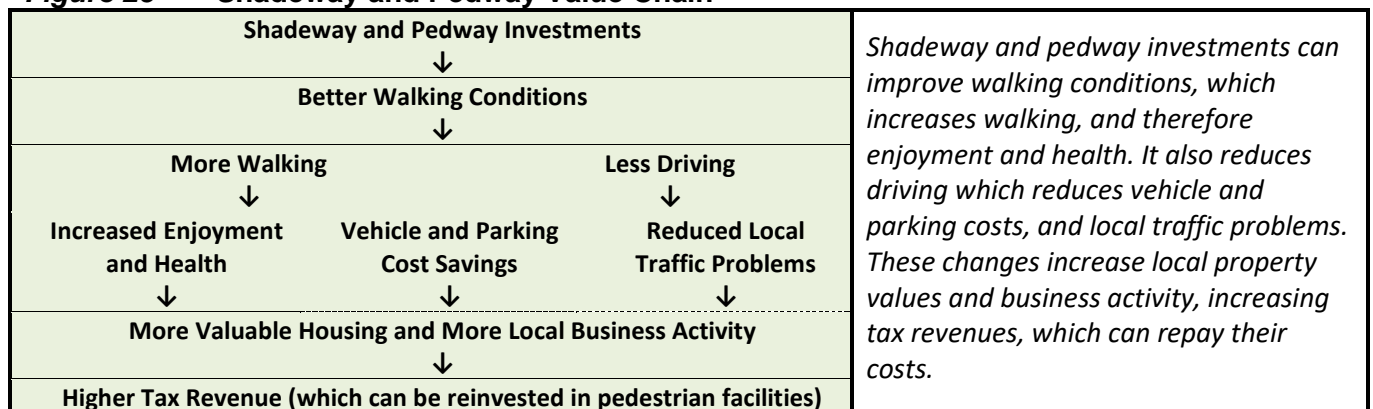 Shadeway and Pedway Value Chain
Shadeway and Pedway Investments
↓
Better Walking Conditions
↓
More Walking Less Driving
↓ ↓
Increased Enjoyment Vehicle and Parking Reduced Local
and Health Cost Savings Traffic Problems
↓ ↓ ↓
More Valuable Housing and More Local Business Activity
↓
Higher Tax Revenue (which can be reinvested in pedestrian facilities)
Shadeway and pedway investments can
improve walking conditions, which
increases walking, and therefore
enjoyment and health. It also reduces
driving which reduces vehicle and
parking costs, and local traffic problems.
These changes increase local property
values and business activity, increasing
tax revenues, which can repay their
costs.